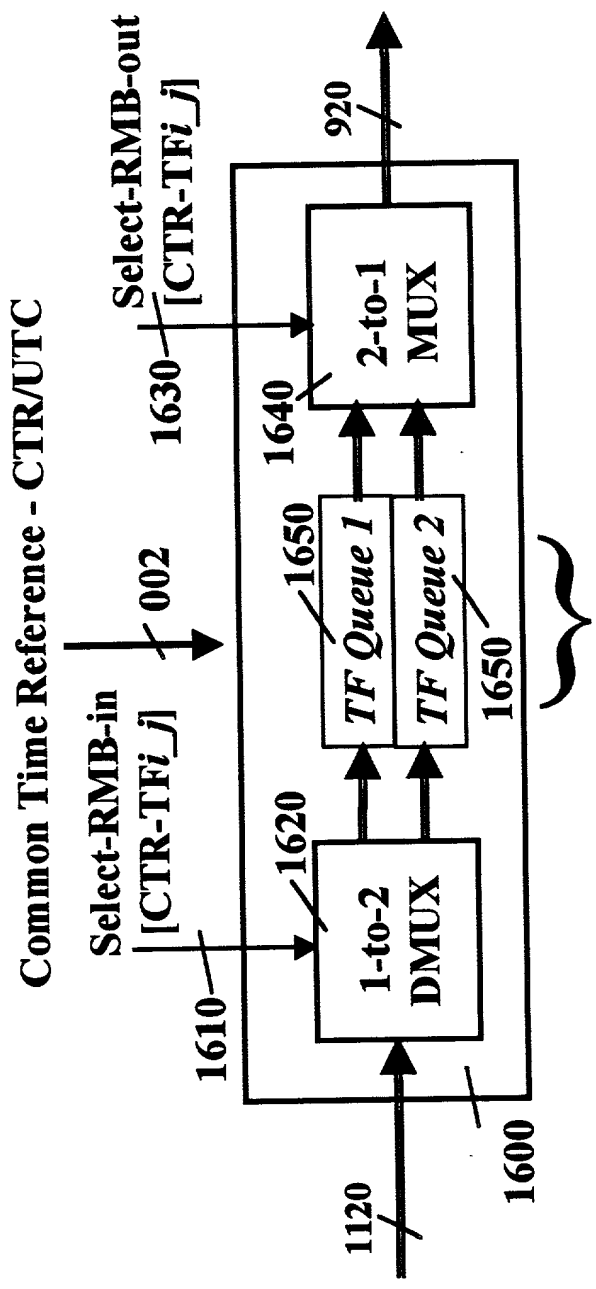 Common Time Reference - CTR/UTC
002
Select-RMB-in
[CTR-TFi_j]
Select-RMB-out
[CTR-TFi_j]
1610
1630
1620
1640
1650
1120
1-to-2
DMUX
TF Queue 1
TF Queue 2
2-to-1
MUX
920
1650
1600